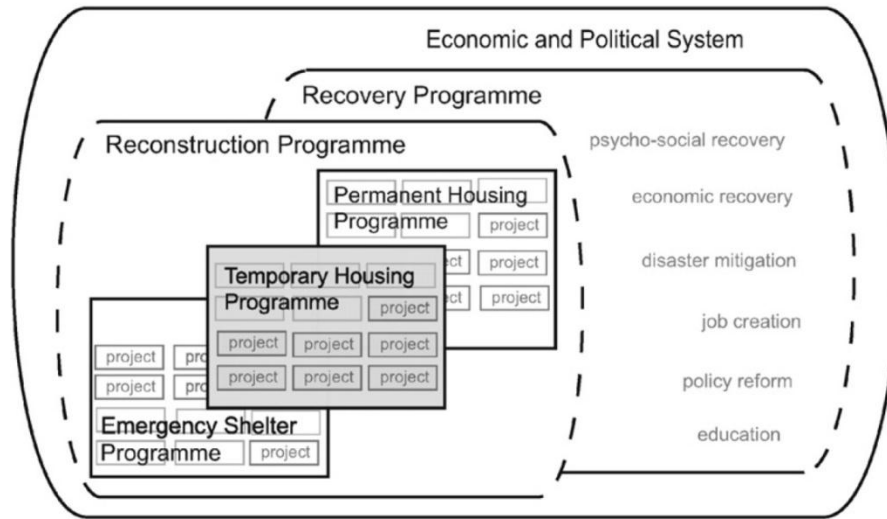 Economic and Political System
Recovery Programme
Reconstruction Programme
psycho-social recovery
economic recovery
disaster mitigation
job creation
policy reform
education
Permanent Housing
Programme
project
project project
project
Temporary Housing
Programme
project
project project project
project project project
project
project
Emergency Shelter
Programme
project